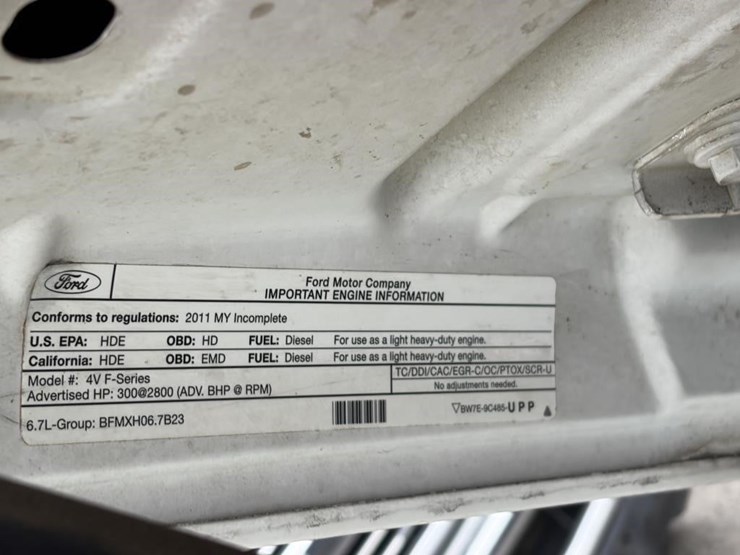 Ford
Ford Motor Company
IMPORTANT ENGINE INFORMATION
Conforms to regulations: 2011 MY Incomplete
U.S. EPA: HDE OBD: HD FUEL: Diesel For use as a light heavy-duty engine.
California: HDE OBD: EMD FUEL: Diesel For use as a light heavy-duty engine.
Model #: 4V F-Series
Advertised HP: 300@2800 (ADV. BHP @ RPM)
TC/DDI/CAC/EGR-C/OC/PTOX/SCR-U
No adjustments needed.
6.7L-Group: BFMXH06.7B23
BW7E-9C485-UPP